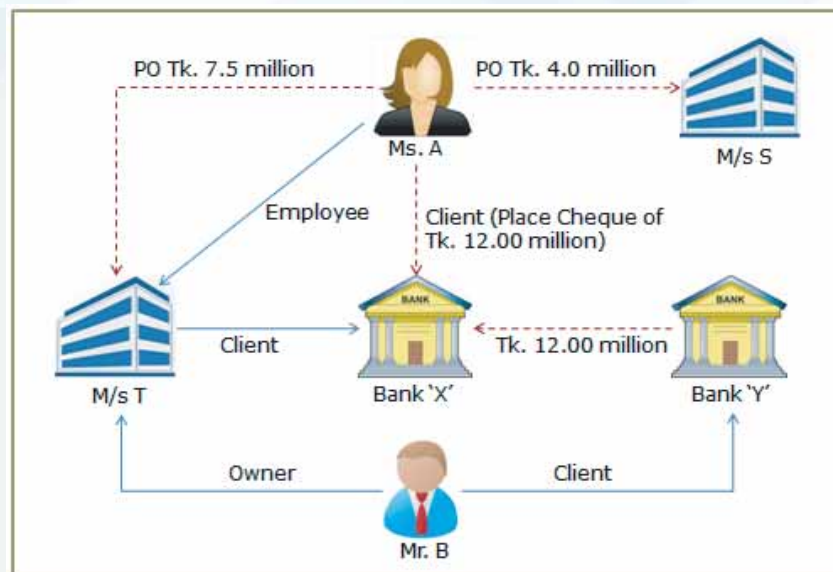 PO Tk. 7.5 million
PO Tk. 4.0 million
Ms. A
M/s S
Employee
Client (Place Cheque of
Tk. 12.00 million)
BANK
BANK
Client
Tk. 12.00 million
M/s T
Bank ‘X’
Bank ‘Y’
Owner
Client
Mr. B